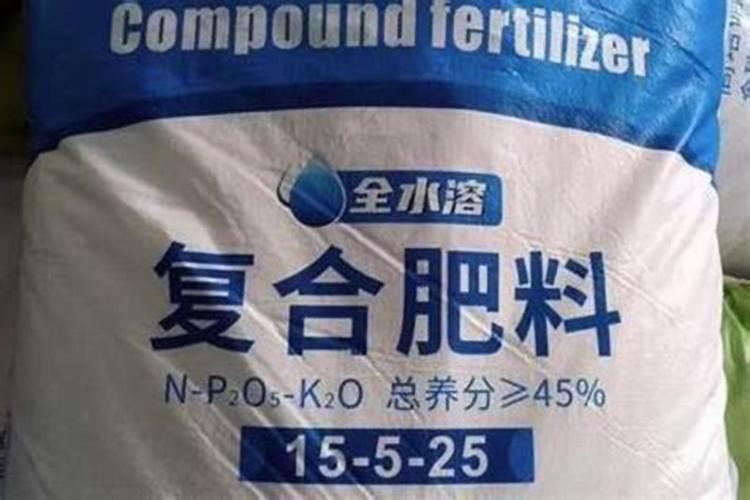 Compound fertilizer
全水溶
复合肥料
N-P₂O₅-K₂O 总养分≥45%
15-5-25